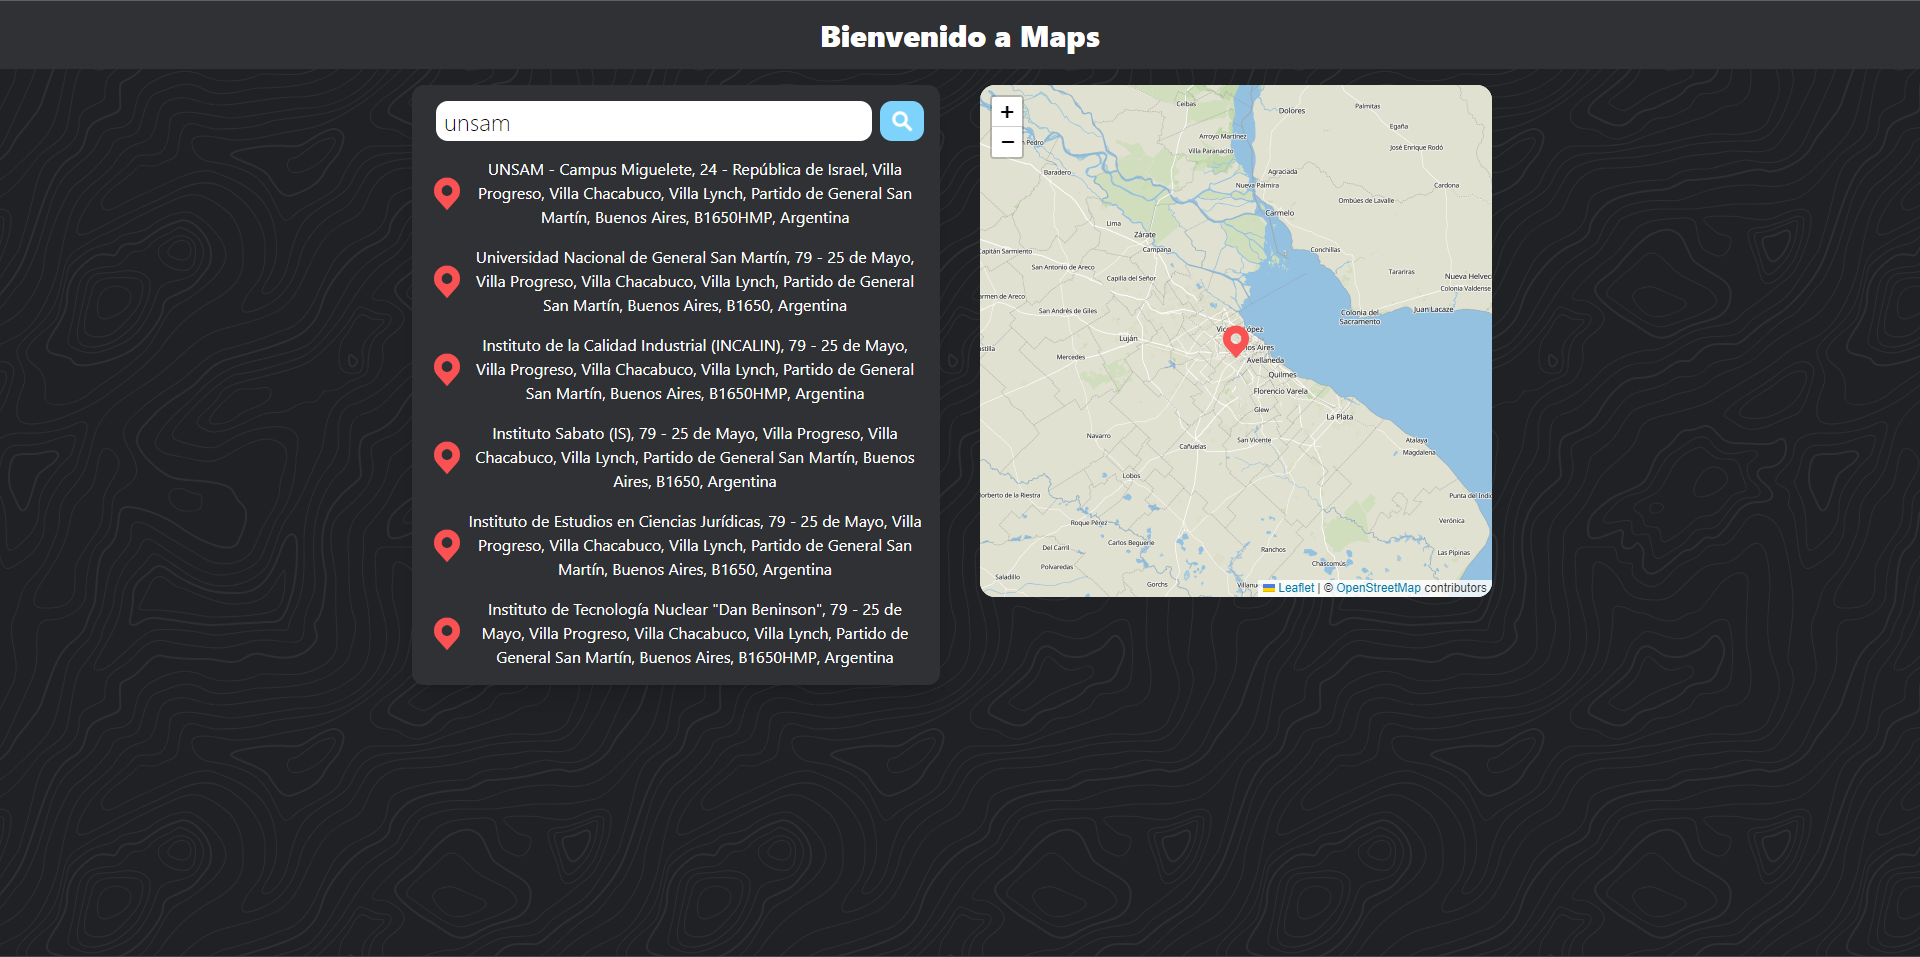 Bienvenido a Maps
unsam
UNSAM - Campus Miguelete, 24 - República de Israel, Villa
Progreso, Villa Chacabuco, Villa Lynch, Partido de General San
Martín, Buenos Aires, B1650HMP, Argentina
Universidad Nacional de General San Martín, 79 - 25 de Mayo,
Villa Progreso, Villa Chacabuco, Villa Lynch, Partido de General
San Martín, Buenos Aires, B1650, Argentina
Instituto de la Calidad Industrial (INCALIN), 79 - 25 de Mayo,
Villa Progreso, Villa Chacabuco, Villa Lynch, Partido de General
San Martín, Buenos Aires, B1650HMP, Argentina
Instituto Sabato (IS), 79 - 25 de Mayo, Villa Progreso, Villa
Chacabuco, Villa Lynch, Partido de General San Martín, Buenos
Aires, B1650, Argentina
Instituto de Estudios en Ciencias Jurídicas, 79 - 25 de Mayo, Villa
Progreso, Villa Chacabuco, Villa Lynch, Partido de General San
Martín, Buenos Aires, B1650, Argentina
Instituto de Tecnología Nuclear "Dan Beninson", 79 - 25 de
Mayo, Villa Progreso, Villa Chacabuco, Villa Lynch, Partido de
General San Martín, Buenos Aires, B1650HMP, Argentina
+
−
Ceibas
Dolores
Palmitas
Egaña
Arroyo Martínez
Pedro
José Enrique Rodó
Villa Paranacito
Baradero
Agraciada
Nueva Palmira
Cardona
Ombúes de Lavalle
Carmelo
Lima
Zárate
Campana
Conchillas
Capitán Sarmiento
San Antonio de Areco
Capilla del Señor
Tarariras
Nueva Helvec
Colonia Valdense
rmen de Areco
San Andrés de Giles
Colonia del
Sacramento
Juan Lacaze
Luján
stilla
Mercedes
Avellaneda
Quilmes
Florencio Varela
Glew
La Plata
Navarro
Cañuelas
San Vicente
Atalaya
Magdalena
Lobos
orberto de la Riestra
Punta del Indi
Roque Pérez
Verónica
Del Carril
Carlos Beguerie
Ranchos
Las Pipinas
Polvaredas
Chascomús
Saladillo
Gorchs
Villanu
Leaflet | © OpenStreetMap contributors